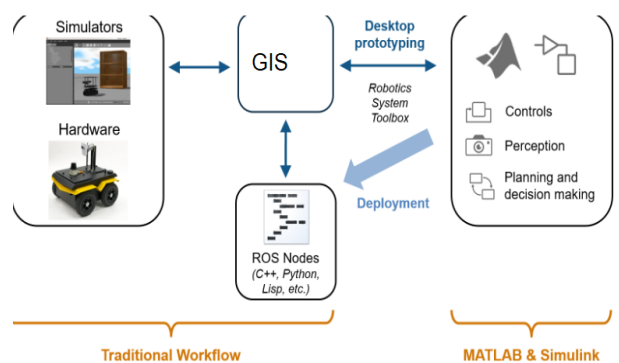 Simulators
Hardware
GIS
Desktop
prototyping
Robotics
System
Toolbox
Deployment
ROS Nodes
(C++, Python,
Lisp, etc.)
Controls
Perception
Planning and
decision making
Traditional Workflow
MATLAB & Simulink